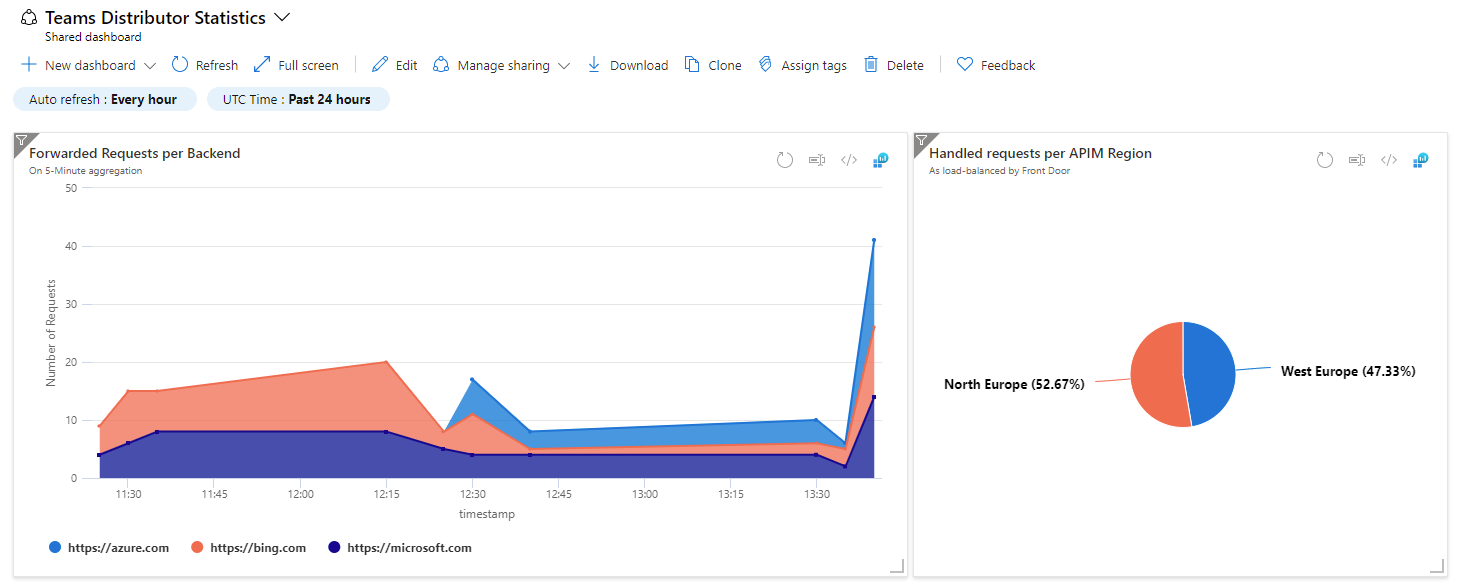 Teams Distributor Statistics
Shared dashboard
New dashboard Refresh Full screen Edit Manage sharing Download Clone Assign tags Delete Feedback
Auto refresh : Every hour UTC Time : Past 24 hours
Forwarded Requests per Backend
On 5-Minute aggregation
50
40
30
20
10
0
Number of Requests
11:30 11:45 12:00 12:15 12:30 12:45 13:00 13:15 13:30
timestamp
https://azure.com https://bing.com https://microsoft.com
Handled requests per APIM Region
As load-balanced by Front Door
West Europe (47.33%)
North Europe (52.67%)